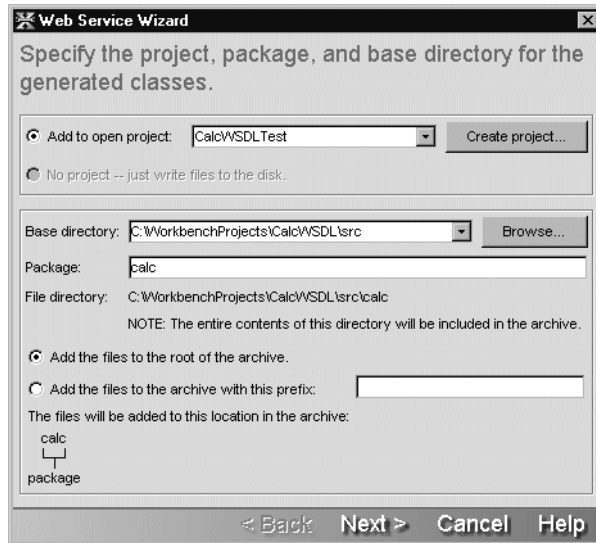 Web Service Wizard
Specify the project, package, and base directory for the
generated classes.
Add to open project: CalcWSDLTest Create project...
No project -- just write files to the disk.
Base directory: C:\WorkbenchProjects\CalcWSDL\src Browse...
Package: calc
File directory: C:\WorkbenchProjects\CalcWSDL\src\calc
NOTE: The entire contents of this directory will be included in the archive.
Add the files to the root of the archive.
Add the files to the archive with this prefix:
The files will be added to this location in the archive:
calc
package
< Back Next > Cancel Help